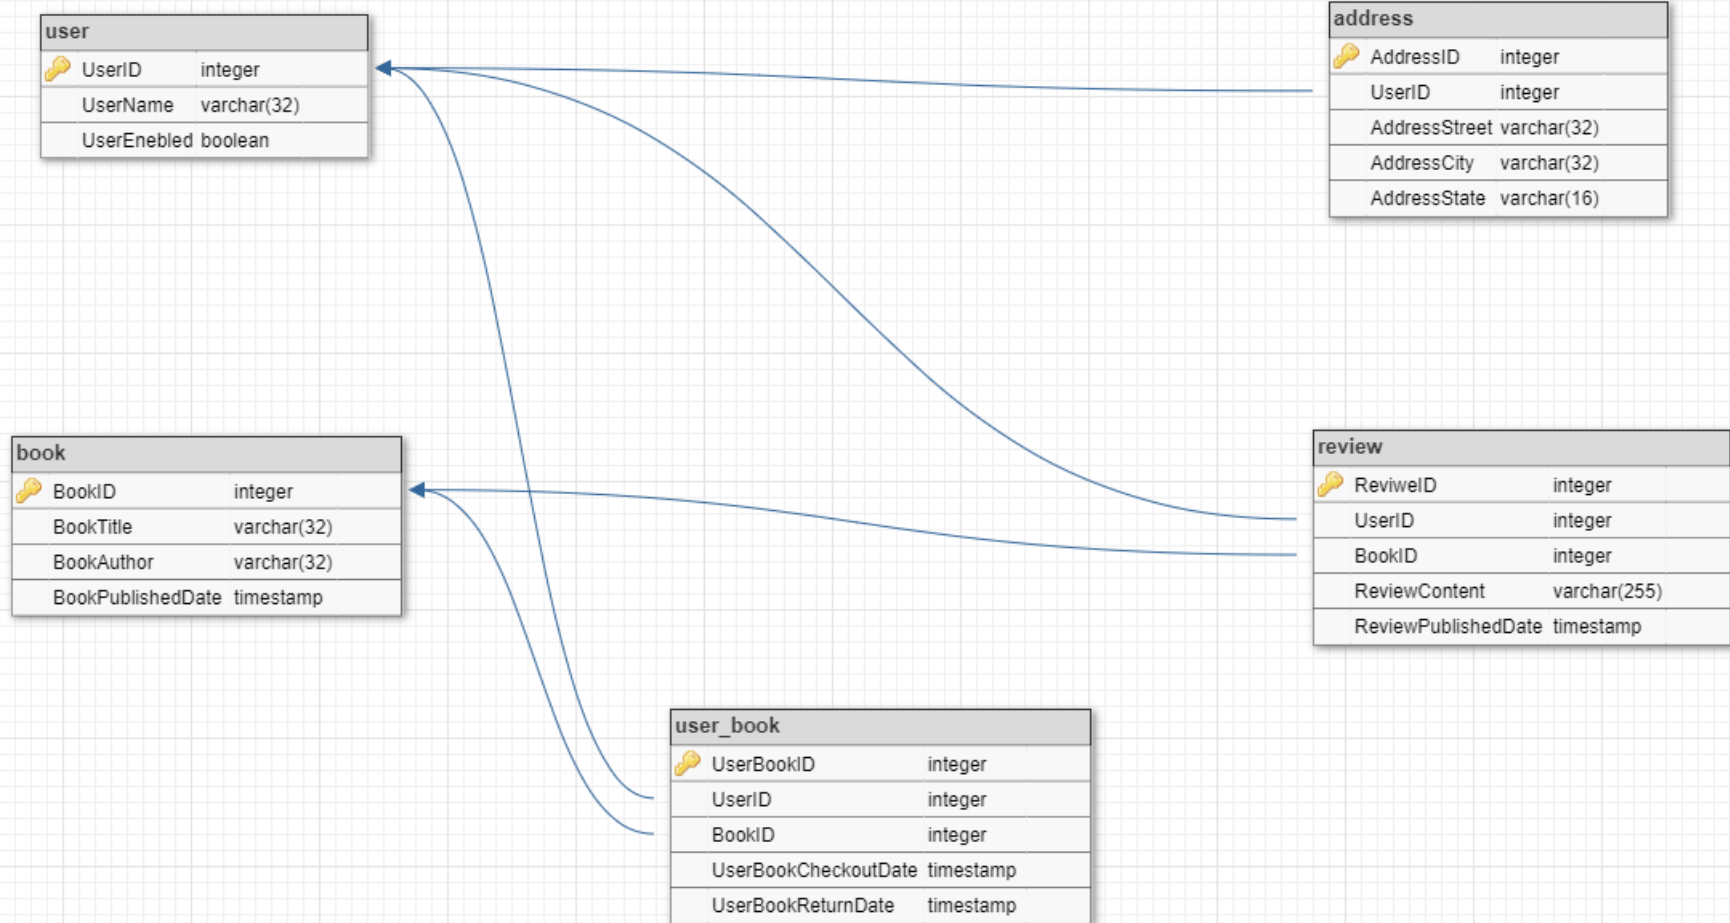 user
UserID integer
UserName varchar(32)
UserEnebled boolean
address
AddressID integer
UserID integer
AddressStreet varchar(32)
AddressCity varchar(32)
AddressState varchar(16)
book
BookID integer
BookTitle varchar(32)
BookAuthor varchar(32)
BookPublishedDate timestamp
review
ReviweID integer
UserID integer
BookID integer
ReviewContent varchar(255)
ReviewPublishedDate timestamp
user_book
UserBookID integer
UserID integer
BookID integer
UserBookCheckoutDate timestamp
UserBookReturnDate timestamp